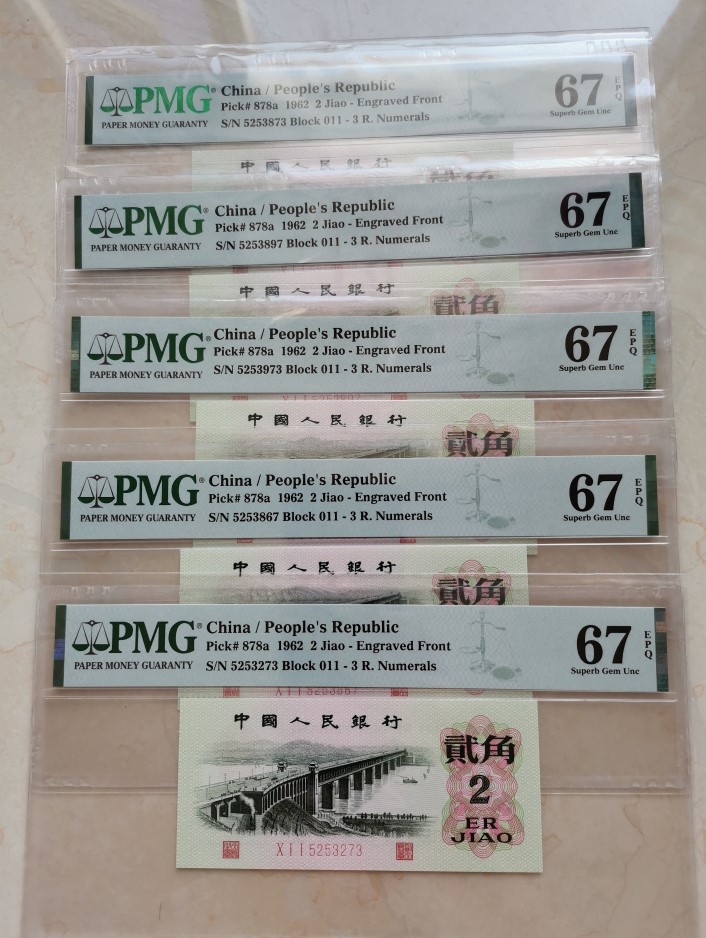 PMG®
PAPER MONEY GUARANTY
China / People's Republic
Pick# 878a 1962 2 Jiao - Engraved Front
S/N 5253873 Block 011 - 3 R. Numerals
67
EPQ
中國人民銀行
貳角
PMG®
PAPER MONEY GUARANTY
China / People's Republic
Pick# 878a 1962 2 Jiao - Engraved Front
S/N 5253897 Block 011 - 3 R. Numerals
67
Superb Gem Unc
EPQ
中國人民銀行
貳角
PMG®
PAPER MONEY GUARANTY
China / People's Republic
Pick# 878a 1962 2 Jiao - Engraved Front
S/N 5253973 Block 011 - 3 R. Numerals
67
Superb Gem Unc
EPQ
中國人民銀行
貳角
PMG®
PAPER MONEY GUARANTY
China / People's Republic
Pick# 878a 1962 2 Jiao - Engraved Front
S/N 5253867 Block 011 - 3 R. Numerals
67
Superb Gem Unc
EPQ
中國人民銀行
貳角
PMG®
PAPER MONEY GUARANTY
China / People's Republic
Pick# 878a 1962 2 Jiao - Engraved Front
S/N 5253273 Block 011 - 3 R. Numerals
67
Superb Gem Unc
EPQ
XII5253867
中國人民銀行
貳角
2
ER
JIAO
XII5253273